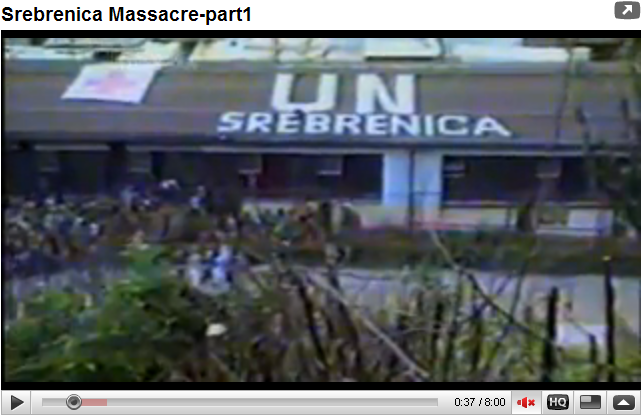 Srebrenica Massacre-part1
UN
SREBRENICA
0:37 / 8:00
HQ